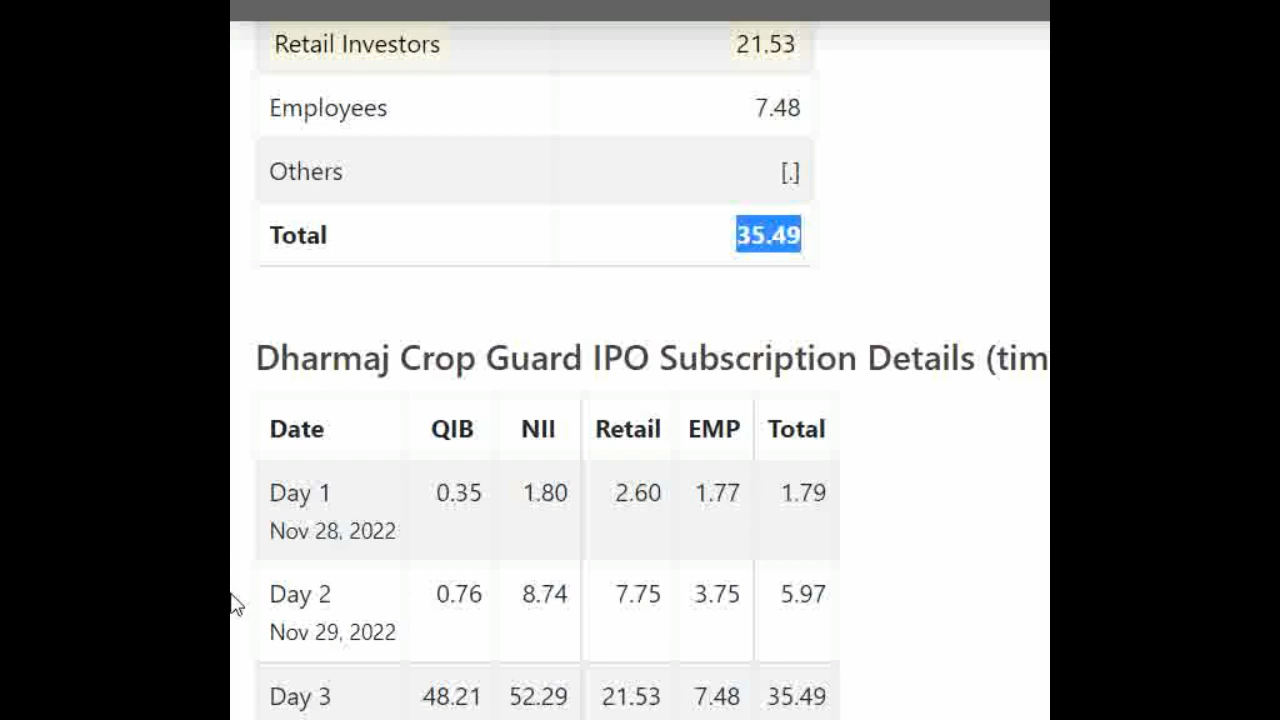 Retail Investors 21.53
Employees 7.48
Others [.]
Total 35.49
Dharmaj Crop Guard IPO Subscription Details (tim
Date QIB NII Retail EMP Total
Day 1 0.35 1.80 2.60 1.77 1.79
Nov 28, 2022
Day 2 0.76 8.74 7.75 3.75 5.97
Nov 29, 2022
Day 3 48.21 52.29 21.53 7.48 35.49